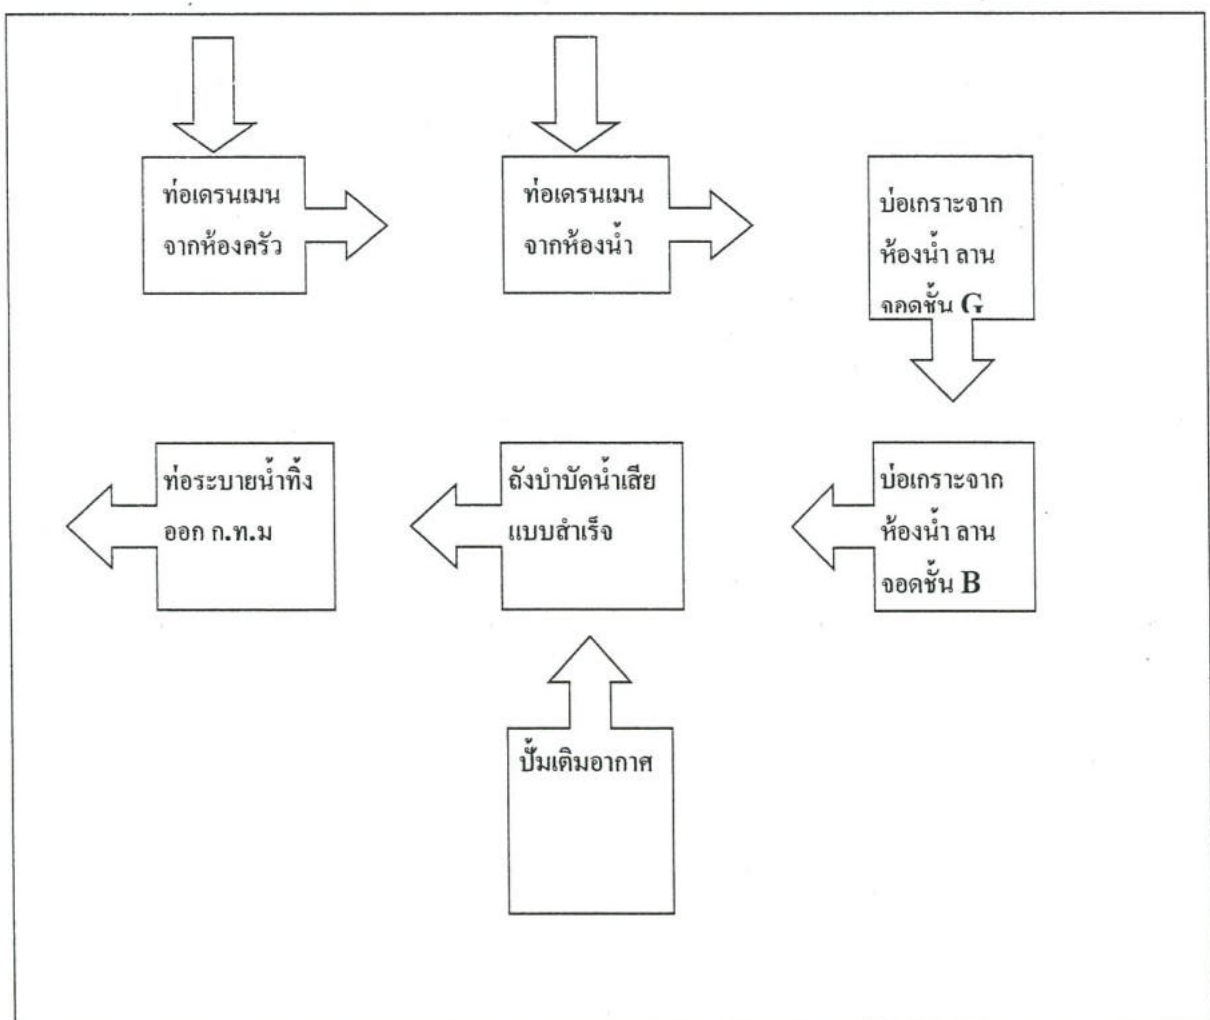 ท่อเดรนเมน
จากห้องครัว
ท่อเดรนเมน
จากห้องน้ำ
บ่อเกราะจาก
ห้องน้ำ ลาน
จอดชั้น G
ท่อระบายน้ำทิ้ง
ออก ก.ท.ม
ถังบำบัดน้ำเสีย
แบบสำเร็จ
บ่อเกราะจาก
ห้องน้ำ ลาน
จอดชั้น B
ปั้มเติมอากาศ